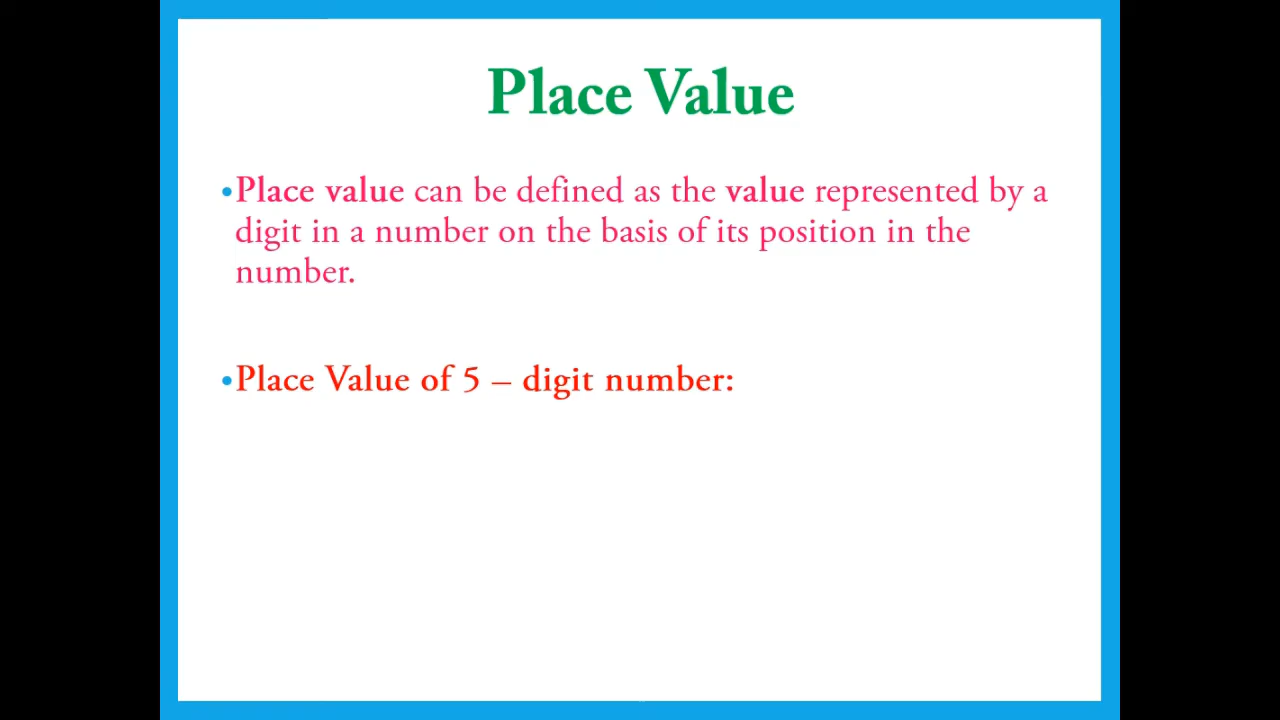 Place Value
•Place value can be defined as the value represented by a
digit in a number on the basis of its position in the
number.
•Place Value of 5 – digit number: